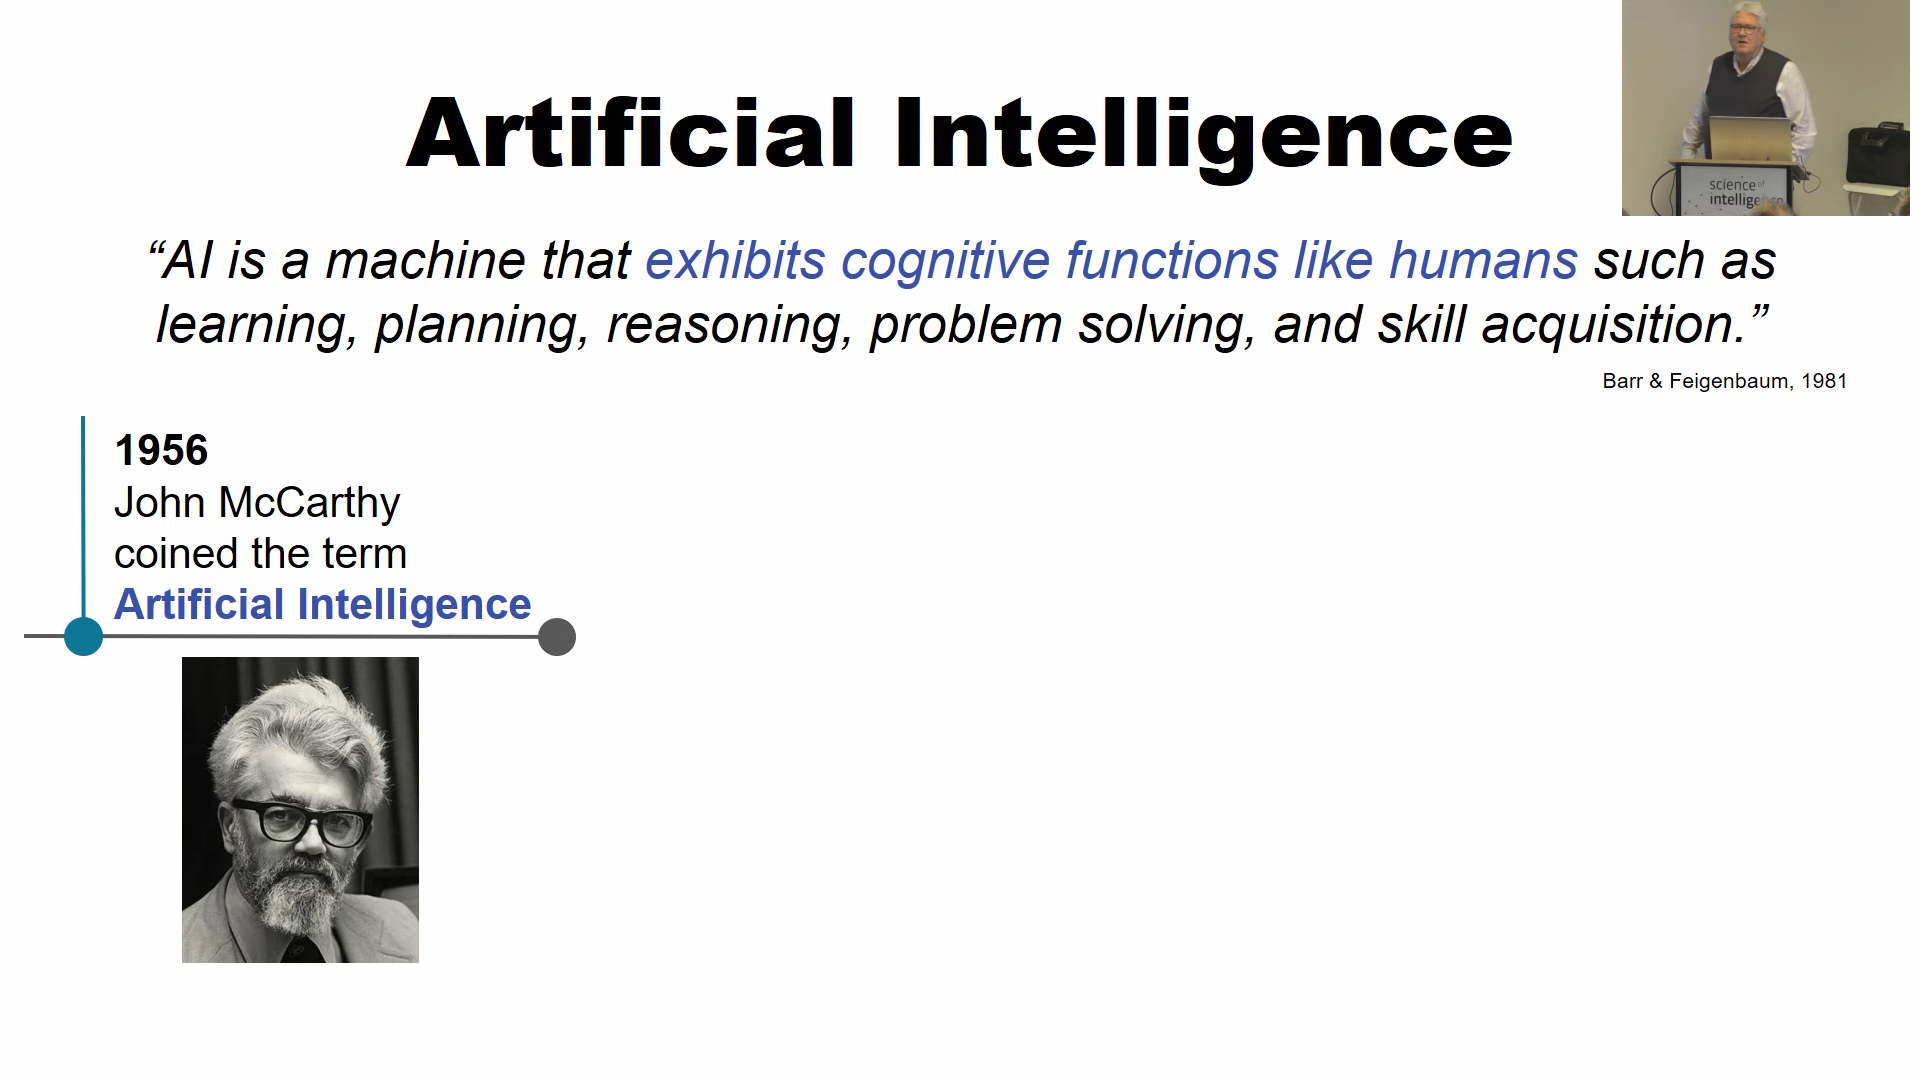 Artificial Intelligence
“AI is a machine that exhibits cognitive functions like humans such as
learning, planning, reasoning, problem solving, and skill acquisition.”
Barr & Feigenbaum, 1981
1956
John McCarthy
coined the term
Artificial Intelligence
science of
intelligence